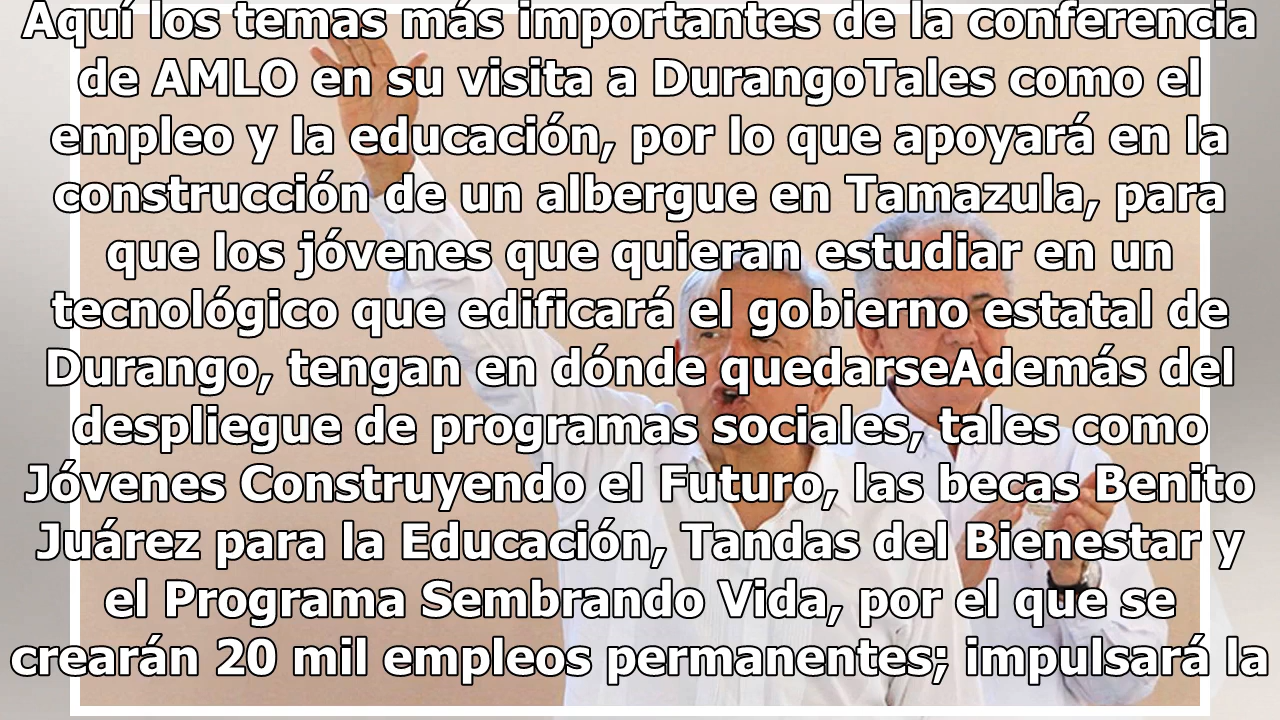 Aquí los temas más importantes de la conferencia
de AMLO en su visita a DurangoTales como el
empleo y la educación, por lo que apoyará en la
construcción de un albergue en Tamazula, para
que los jóvenes que quieran estudiar en un
tecnológico que edificará el gobierno estatal de
Durango, tengan en dónde quedarseAdemás del
despliegue de programas sociales, tales como
Jóvenes Construyendo el Futuro, las becas Benito
Juárez para la Educación, Tandas del Bienestar y
el Programa Sembrando Vida, por el que se
crearán 20 mil empleos permanentes; impulsará la